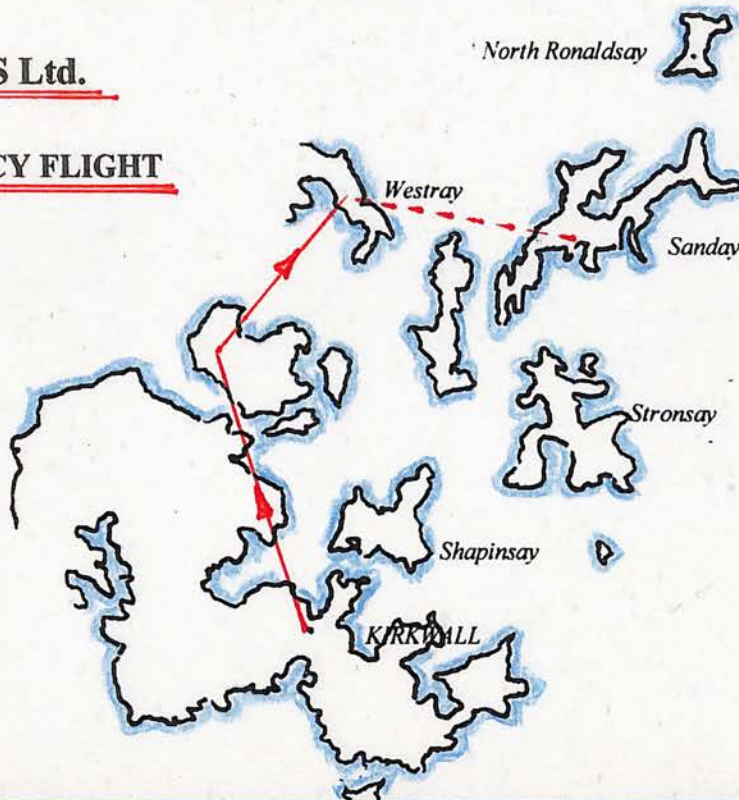 North Ronaldsay
S Ltd.
CY FLIGHT
Westray
Sanday
Stronsay
Shapinsay
KIRKWALL